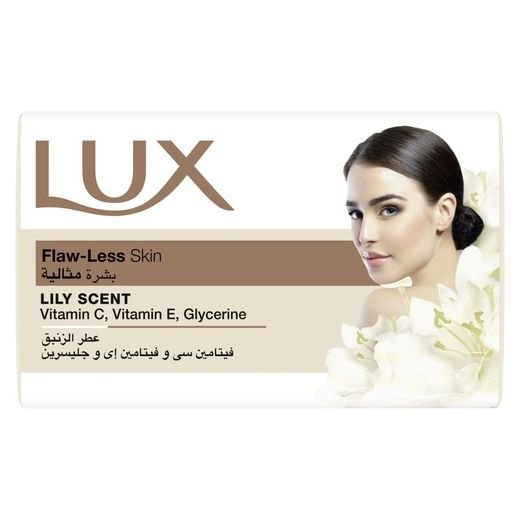 LUX
Flaw-Less Skin
بشرة مثالية
LILY SCENT
Vitamin C, Vitamin E, Glycerine
عطر الزنبق
فيتامين سى و فيتامين إى و جليسرين